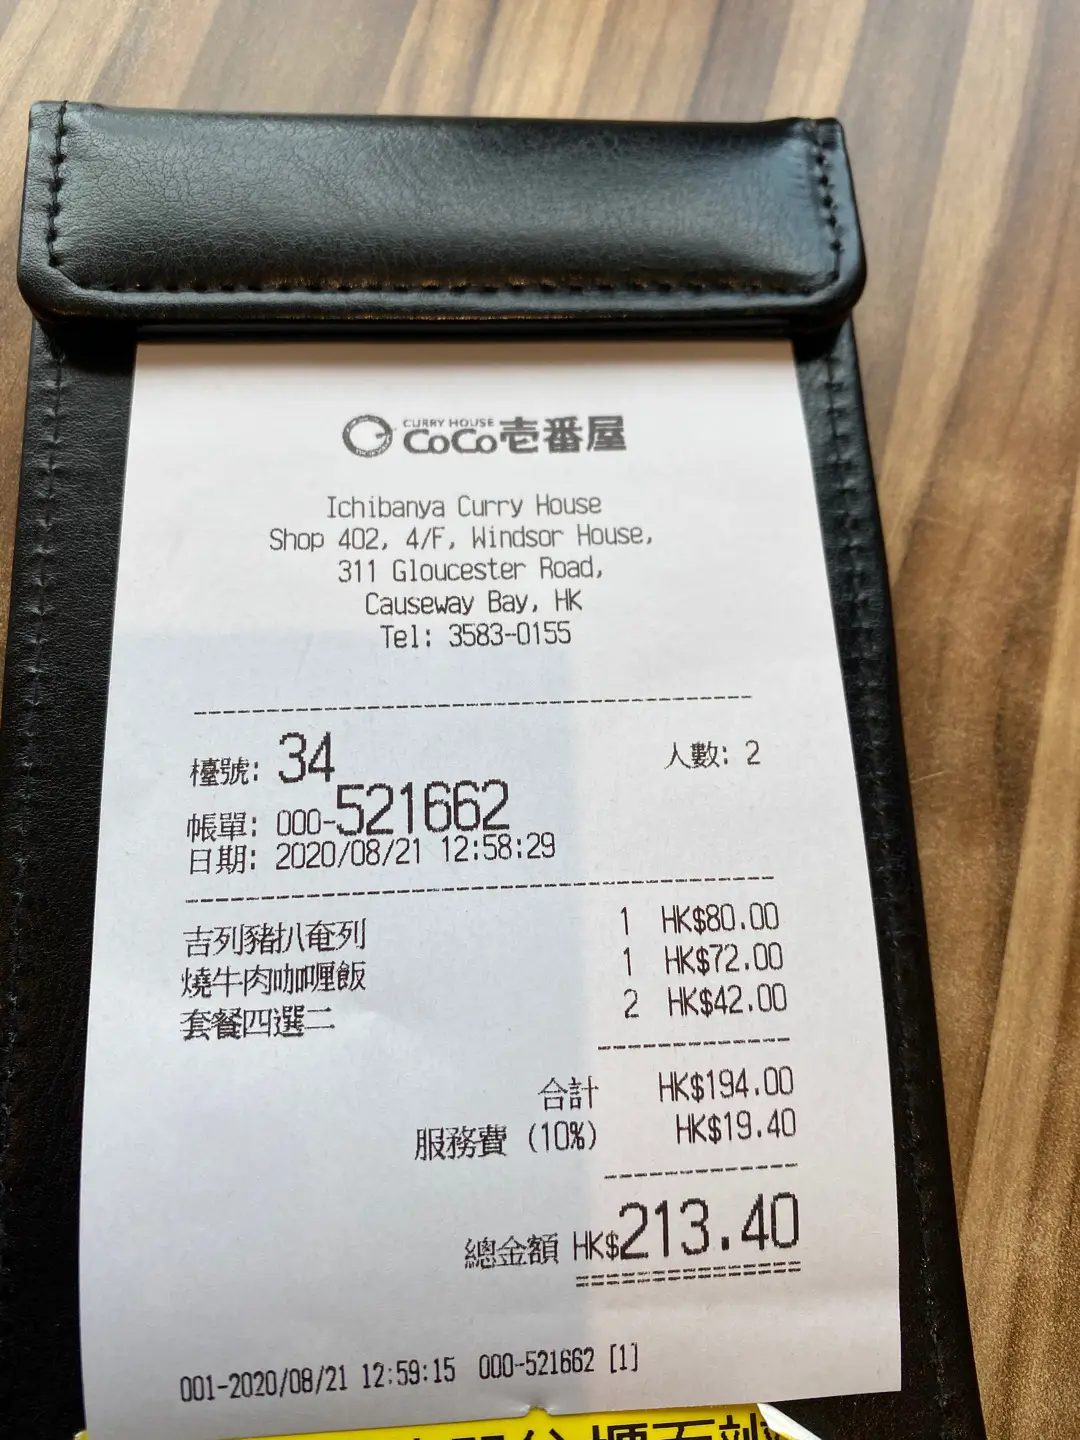 CURRY HOUSE
CoCo壱番屋
Ichibanya Curry House
Shop 402, 4/F, Windsor House,
311 Gloucester Road,
Causeway Bay, HK
Tel: 3583-0155
檯號: 34 人數: 2
帳單: 000-521662
日期: 2020/08/21 12:58:29
吉列豬扒奄列 1 HK$80.00
燒牛肉咖喱飯 1 HK$72.00
套餐四選二 2 HK$42.00
合計 HK$194.00
服務費 (10%) HK$19.40
總金額 HK$213.40
001-2020/08/21 12:59:15 000-521662 [1]